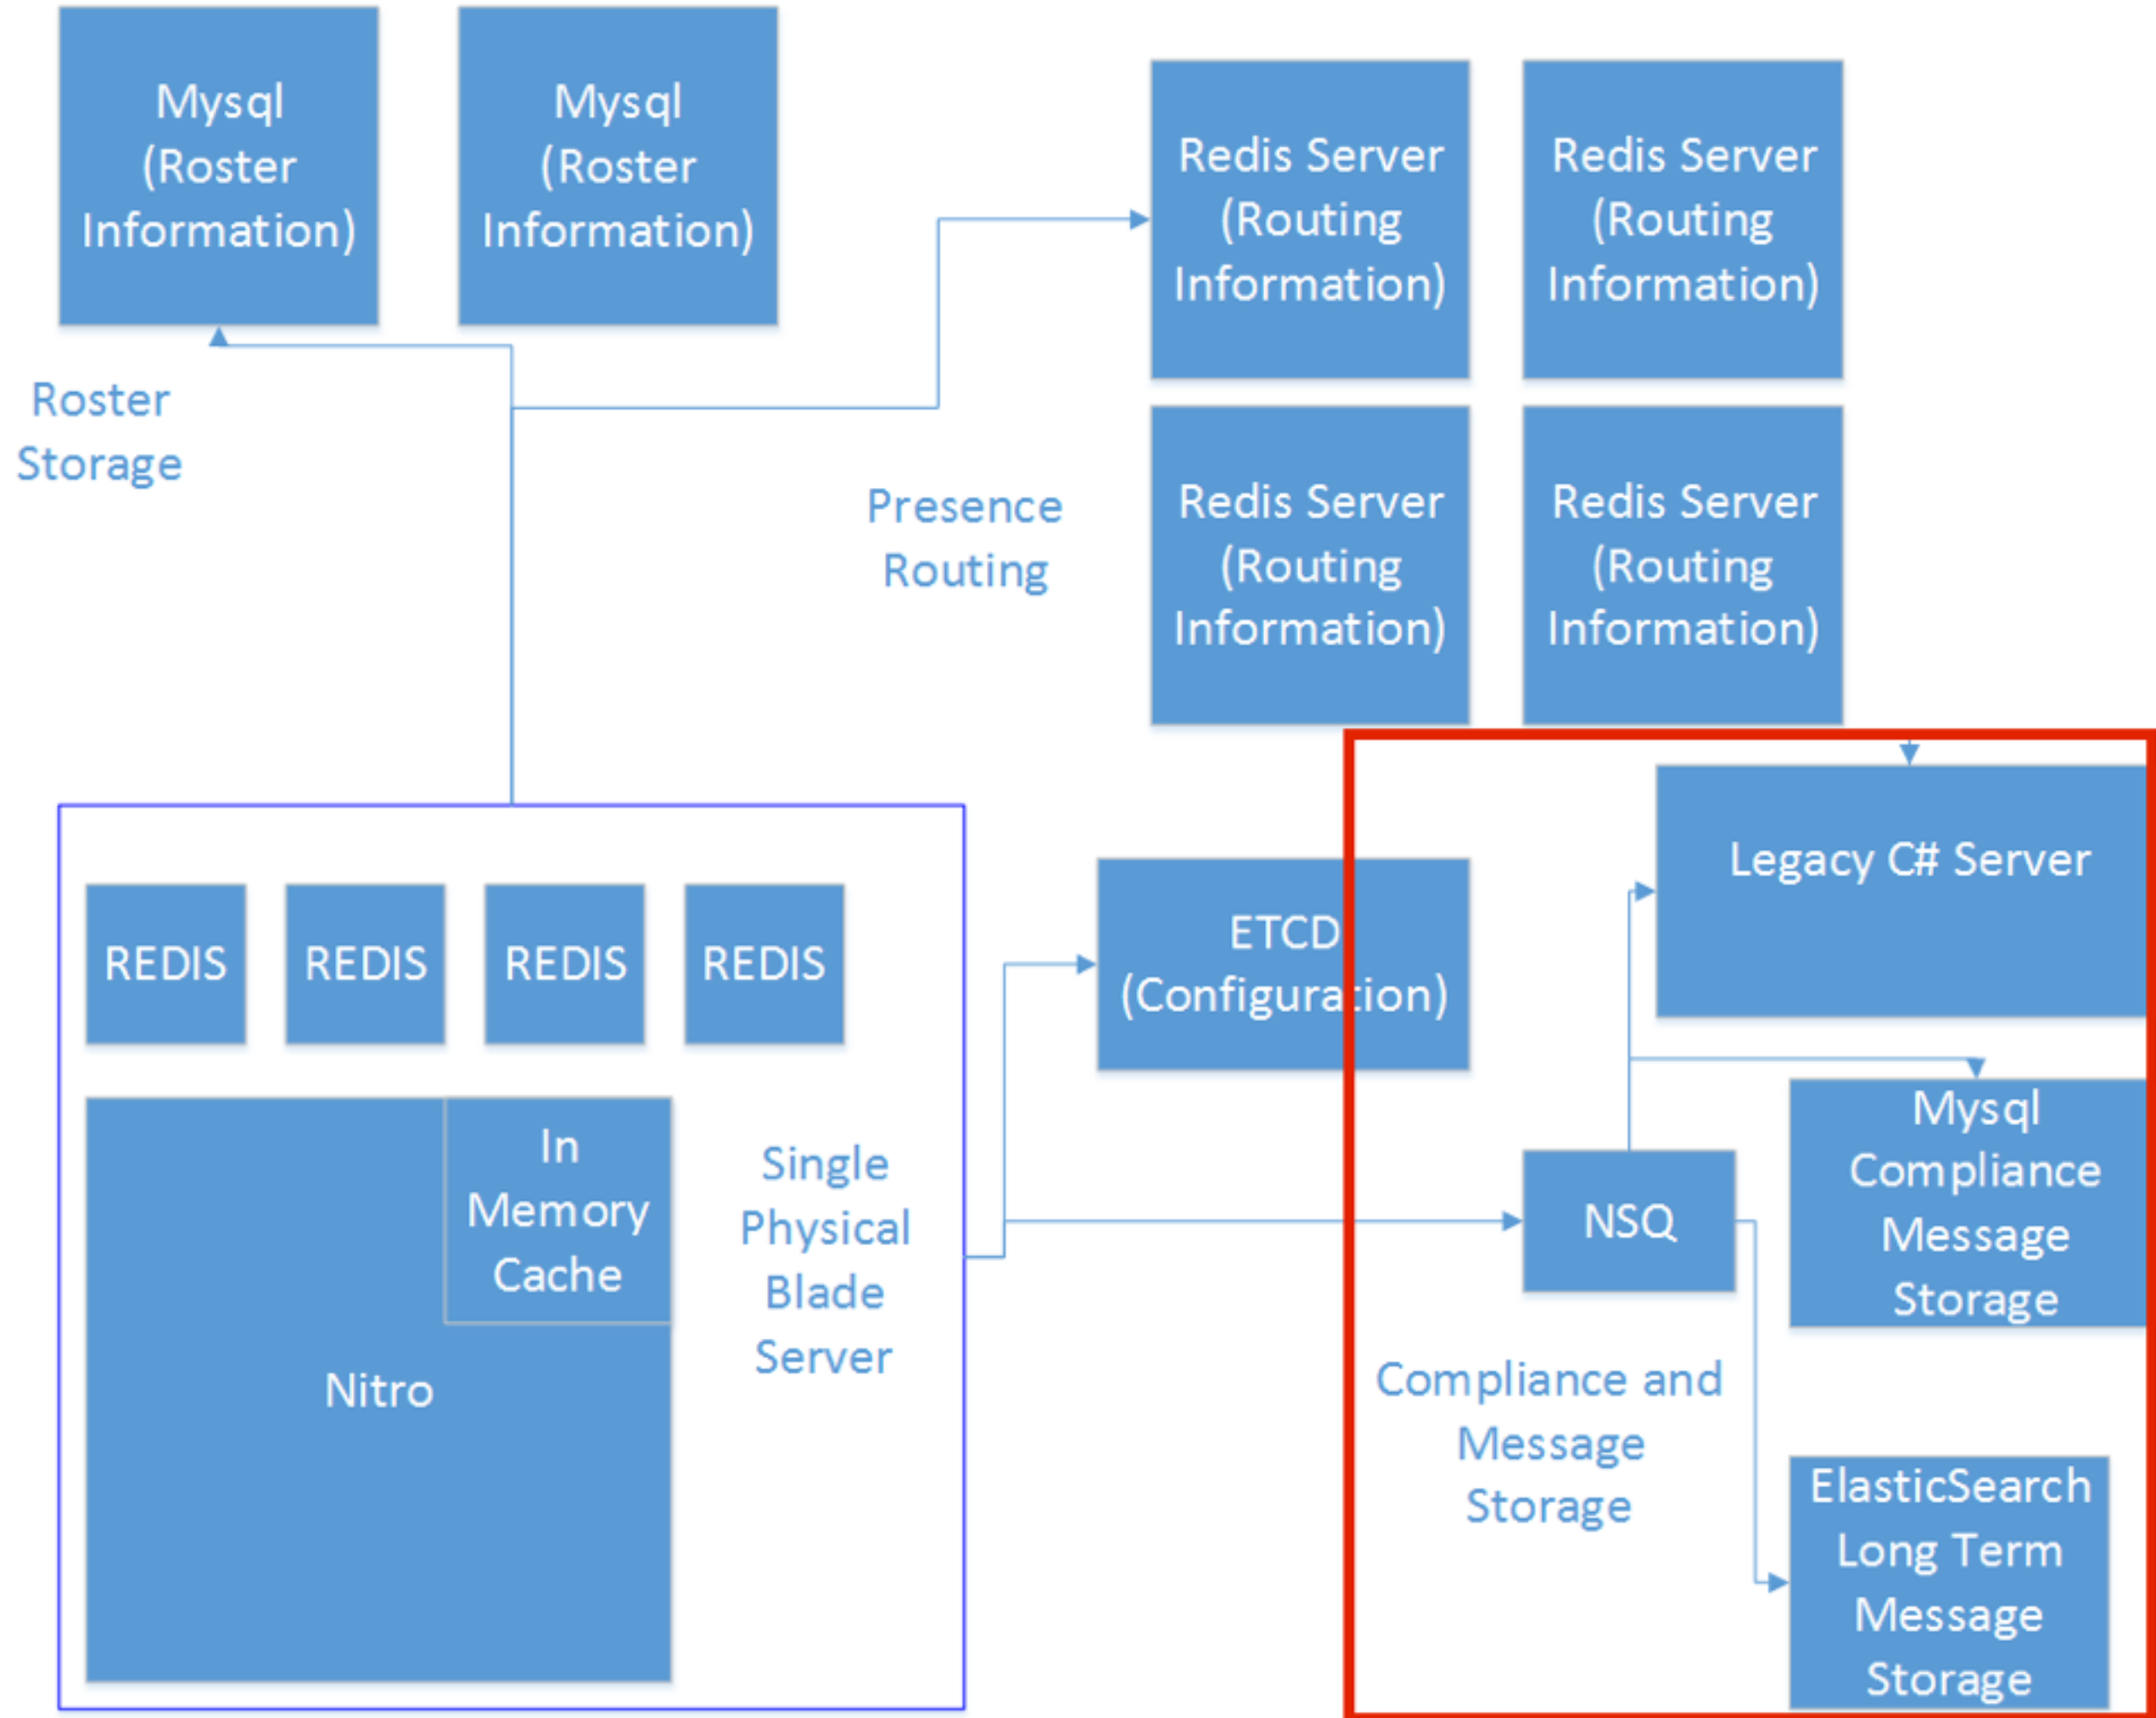 Mysql
(Roster
Information)
Mysql
(Roster
Information)
Redis Server
(Routing
Information)
Redis Server
(Routing
Information)
Roster
Storage
Presence
Routing
Redis Server
(Routing
Information)
Redis Server
(Routing
Information)
REDIS
REDIS
REDIS
REDIS
In
Memory
Cache
Nitro
Single
Physical
Blade
Server
ETCD
(Configuration)
Legacy C# Server
NSQ
Mysql
Compliance
Message
Storage
Compliance and
Message
Storage
ElasticSearch
Long Term
Message
Storage